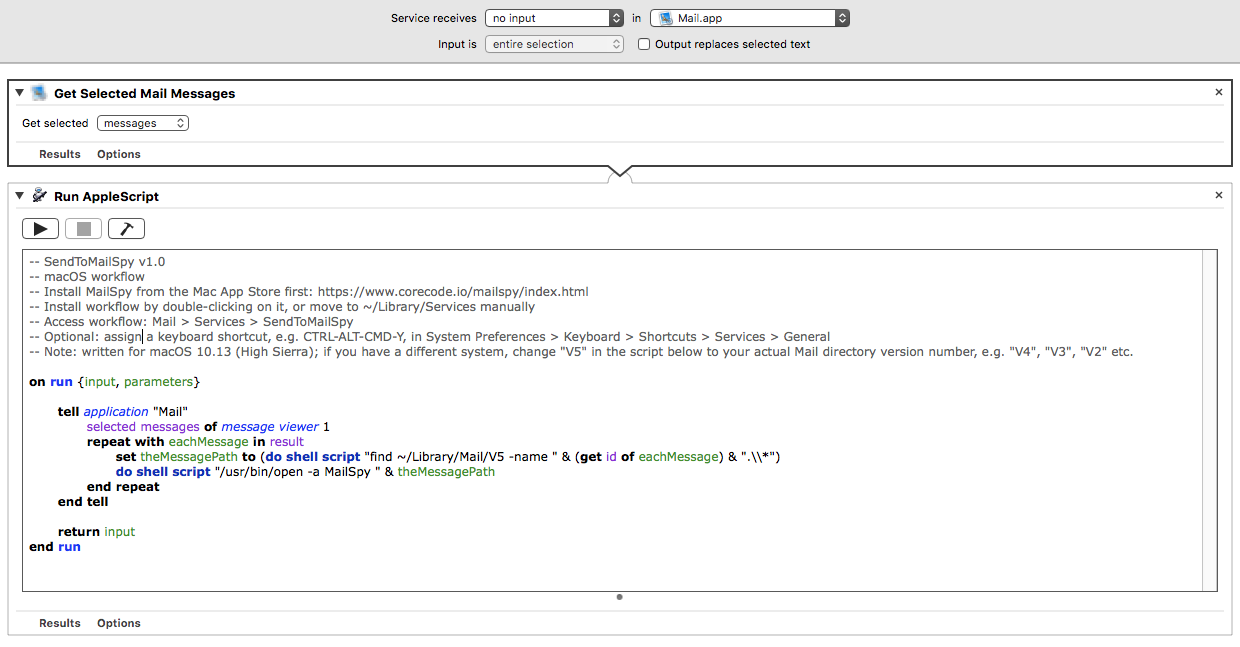 Service receives no input in Mail.app
Input is entire selection Output replaces selected text
Get Selected Mail Messages
Get selected messages
Results Options
Run AppleScript
-- SendToMailSpy v1.0
-- macOS workflow
-- Install MailSpy from the Mac App Store first: https://www.corecode.io/mailspy/index.html
-- Install workflow by double-clicking on it, or move to ~/Library/Services manually
-- Access workflow: Mail > Services > SendToMailSpy
-- Optional: assign a keyboard shortcut, e.g. CTRL-ALT-CMD-Y, in System Preferences > Keyboard > Shortcuts > Services > General
-- Note: written for macOS 10.13 (High Sierra); if you have a different system, change "V5" in the script below to your actual Mail directory version number, e.g. "V4", "V3", "V2" etc.
on run {input, parameters}
tell application "Mail"
selected messages of message viewer 1
repeat with eachMessage in result
set theMessagePath to (do shell script "find ~/Library/Mail/V5 -name " & (get id of eachMessage) & ".\\*")
do shell script "/usr/bin/open -a MailSpy " & theMessagePath
end repeat
end tell
return input
end run
Results Options